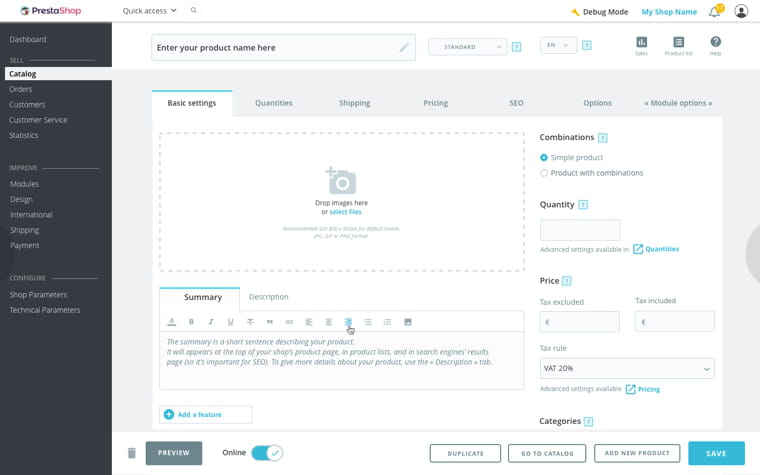 PrestaShop
Quick access
Debug Mode
My Shop Name
Dashboard
SELL
Catalog
Orders
Customers
Customer Service
Statistics
IMPROVE
Modules
Design
International
Shipping
Payment
CONFIGURE
Shop Parameters
Technical Parameters
Enter your product name here
STANDARD
?
EN
?
Sales
Product list
Help
Basic settings
Quantities
Shipping
Pricing
SEO
Options
« Module options »
Drop images here
or select files
Recommended size 800 x 800px for default theme.
JPG, GIF or PNG format.
Summary
Description
A B I U T
The summary is a short sentence describing your product.
It will appears at the top of your shop's product page, in product lists, and in search engines' results
page (so it's important for SEO). To give more details about your product, use the « Description » tab.
Add a feature
Combinations ?
Simple product
Product with combinations
Quantity ?
Advanced settings available in Quantities
Price ?
Tax excluded
Tax included
€
€
Tax rule
VAT 20%
Advanced settings available Pricing
Categories ?
PREVIEW
Online
DUPLICATE
GO TO CATALOG
ADD NEW PRODUCT
SAVE